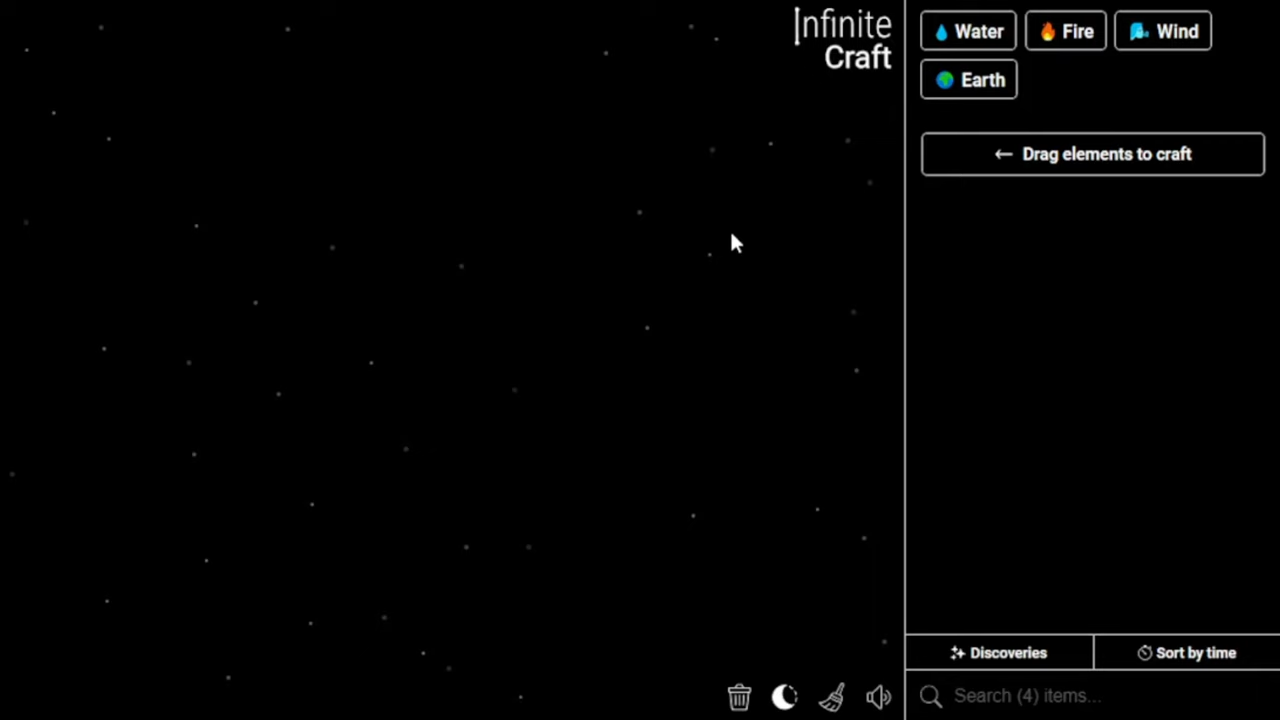 Infinite
Craft
Water
Fire
Wind
Earth
← Drag elements to craft
Discoveries
Sort by time
Search (4) items...